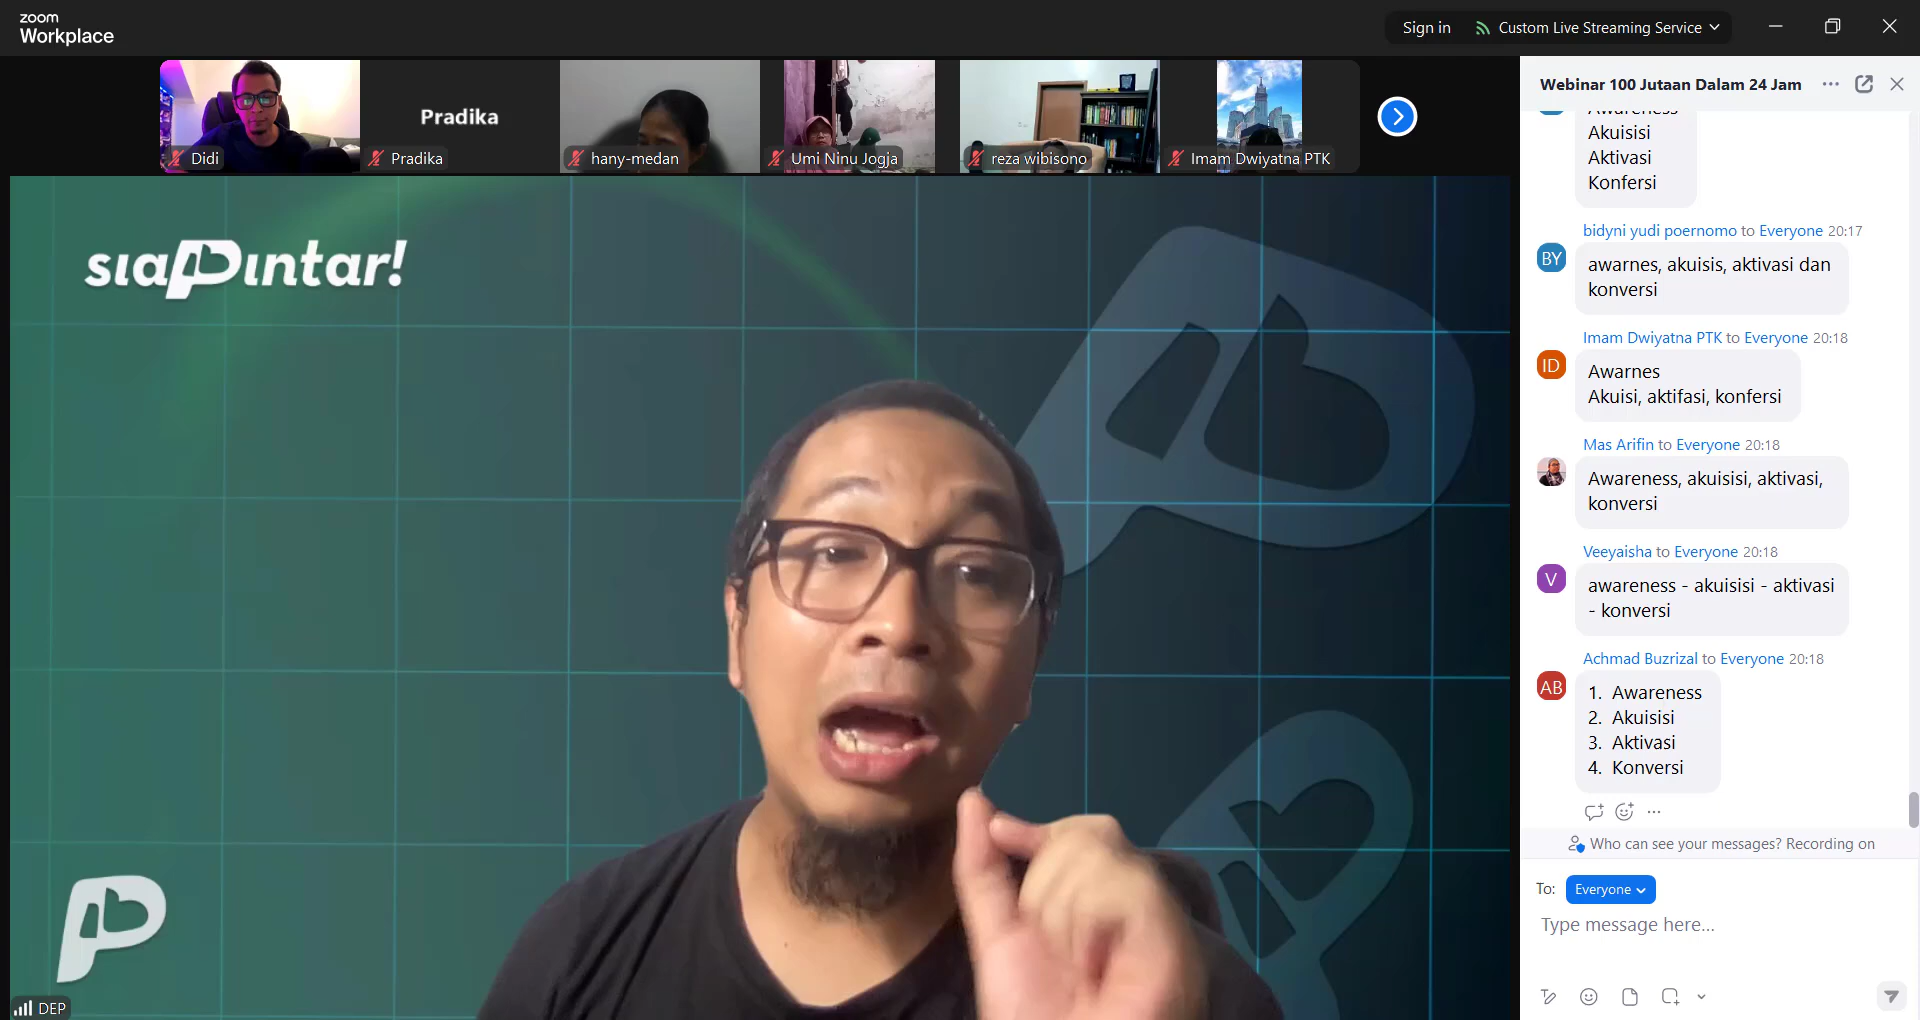 zoom
Workplace
Sign in
Custom Live Streaming Service
Didi
Pradika
Pradika
hany-medan
Umi Ninu Jogja
reza wibisono
Imam Dwiyatna PTK
sıapıntar!
DEP
Webinar 100 Jutaan Dalam 24 Jam
Awareness
Akuisisi
Aktivasi
Konfersi
bidyni yudi poernomo to Everyone 20:17
BY
awarnes, akuisis, aktivasi dan
konversi
Imam Dwiyatna PTK to Everyone 20:18
ID
Awarnes
Akuisi, aktifasi, konfersi
Mas Arifin to Everyone 20:18
Awareness, akuisisi, aktivasi,
konversi
Veeyaisha to Everyone 20:18
V
awareness - akuisisi - aktivasi
- konversi
Achmad Buzrizal to Everyone 20:18
AB
1. Awareness
2. Akuisisi
3. Aktivasi
4. Konversi
Who can see your messages? Recording on
To: Everyone
Type message here...